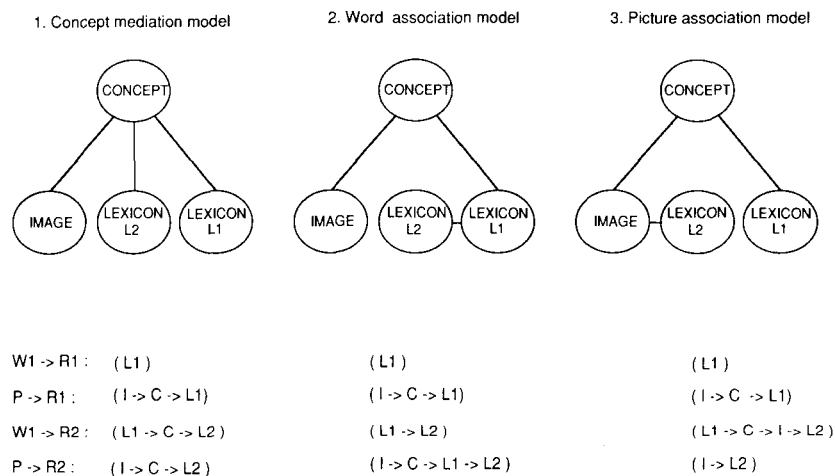 1. Concept mediation model 2. Word association model 3. Picture association model
CONCEPT CONCEPT CONCEPT
IMAGE LEXICON L2 LEXICON L1 IMAGE LEXICON L2 LEXICON L1 IMAGE LEXICON L2 LEXICON L1
W1 -> R1 : ( L1 ) ( L1 ) ( L1 )
P -> R1 : ( I -> C -> L1) ( I -> C -> L1) ( I -> C -> L1)
W1 -> R2 : ( L1 -> C -> L2 ) ( L1 -> L2 ) ( L1 -> C -> I -> L2 )
P -> R2 : ( I -> C -> L2 ) ( I -> C -> L1 -> L2 ) ( I -> L2 )